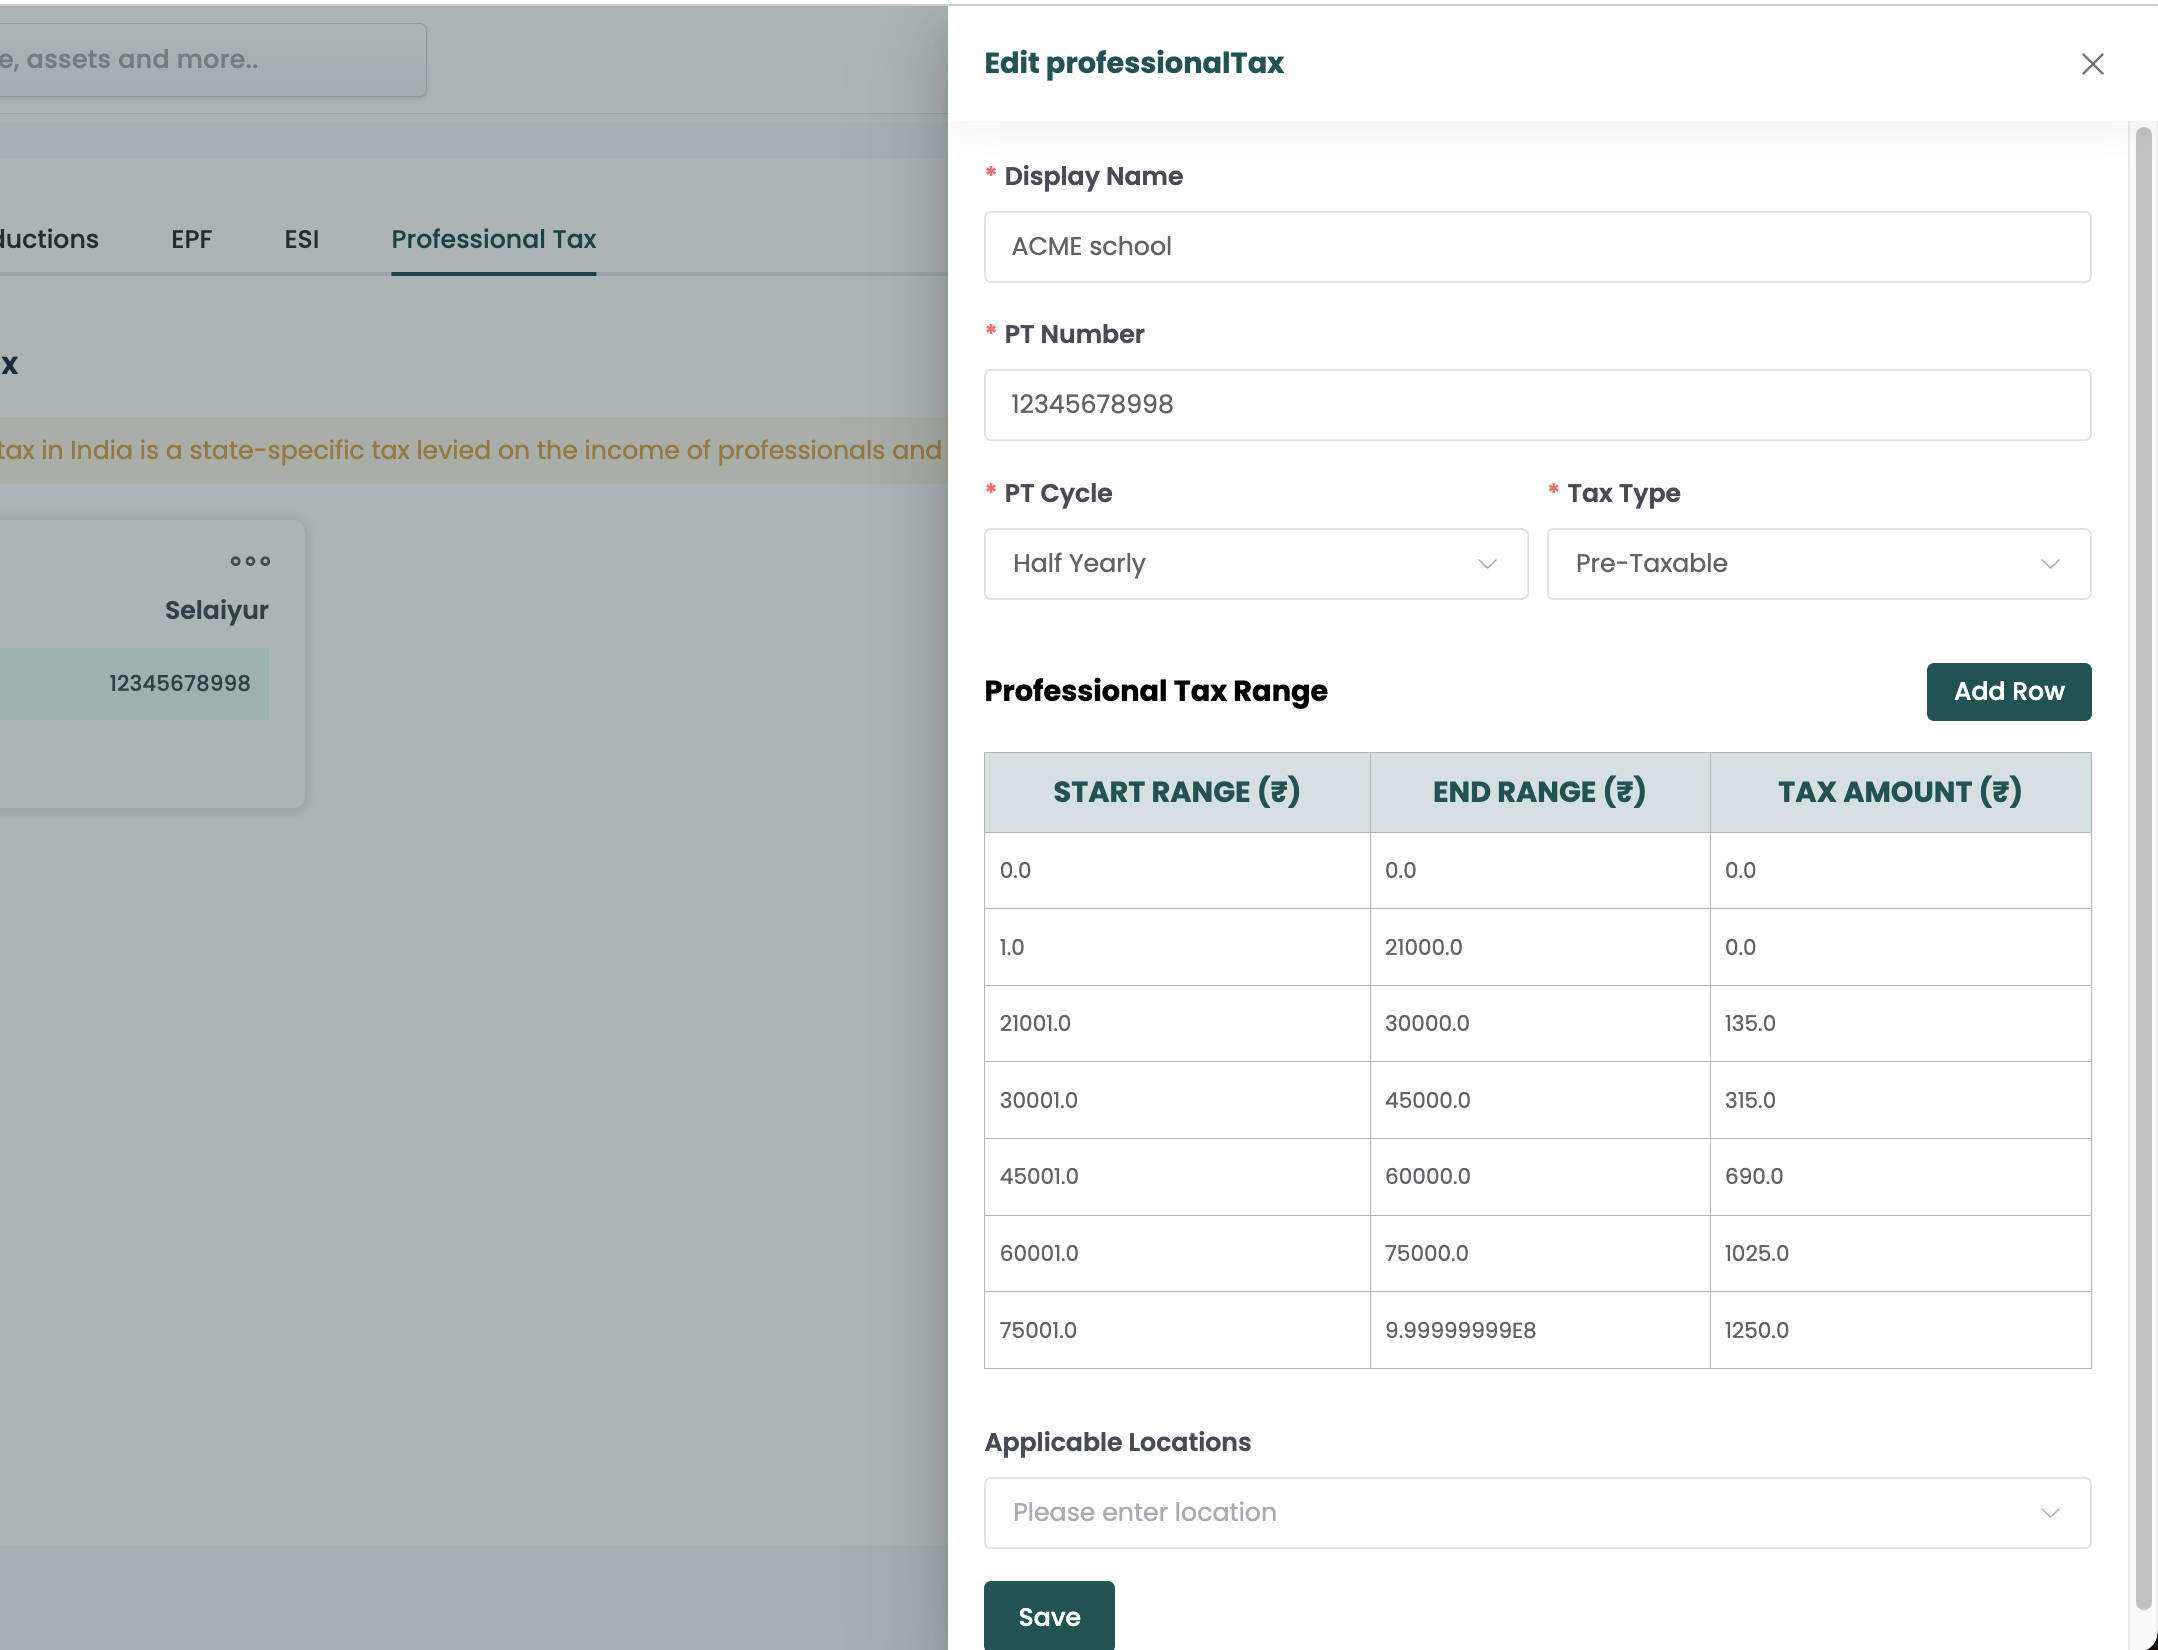 e, assets and more..
ductions EPF ESI Professional Tax
x
tax in India is a state-specific tax levied on the income of professionals and
Selaiyur
12345678998
Edit professionalTax
* Display Name
ACME school
* PT Number
12345678998
* PT Cycle * Tax Type
Half Yearly Pre-Taxable
Professional Tax Range Add Row
START RANGE (₹) END RANGE (₹) TAX AMOUNT (₹)
0.0 0.0 0.0
1.0 21000.0 0.0
21001.0 30000.0 135.0
30001.0 45000.0 315.0
45001.0 60000.0 690.0
60001.0 75000.0 1025.0
75001.0 9.99999999E8 1250.0
Applicable Locations
Please enter location
Save